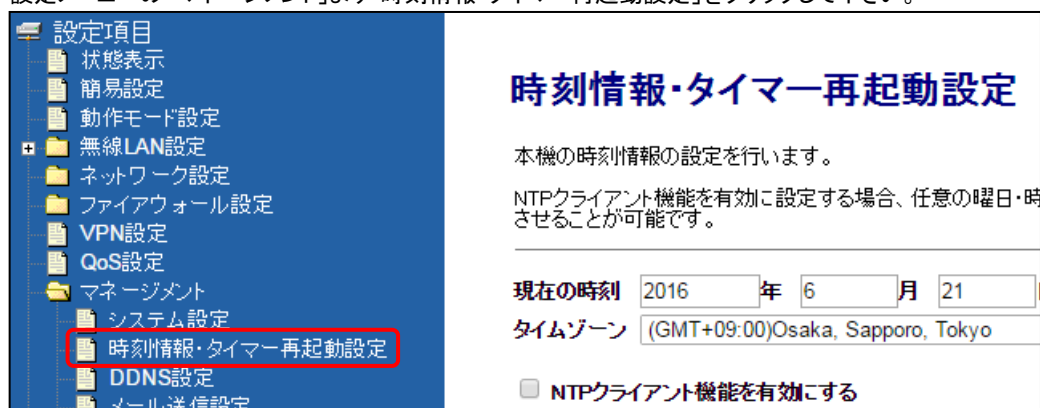 設定項目
状態表示
簡易設定
動作モード設定
無線LAN設定
ネットワーク設定
ファイアウォール設定
VPN設定
QoS設定
マネージメント
システム設定
時刻情報・タイマー再起動設定
DDNS設定
メール送信設定
時刻情報・タイマー再起動設定
本機の時刻情報の設定を行います。
NTPクライアント機能を有効に設定する場合、任意の曜日・時
させることが可能です。
現在の時刻 2016 年 6 月 21
タイムゾーン (GMT+09:00)Osaka, Sapporo, Tokyo
NTPクライアント機能を有効にする